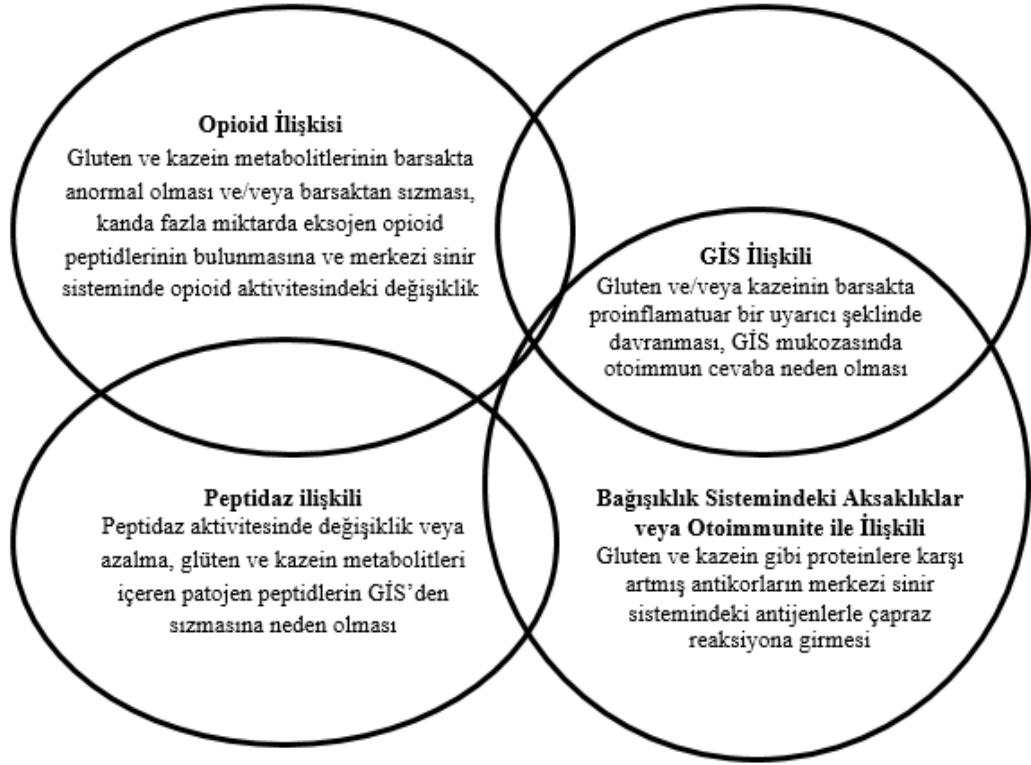 Opioid İlişkisi
Gluten ve kazein metabolitlerinin barsakta
anormal olması ve/veya barsaktan sızması,
kanda fazla miktarda eksojen opioid
peptidlerinin bulunmasına ve merkezi sinir
sisteminde opioid aktivitesindeki değişiklik
GİS İlişkili
Gluten ve/veya kazeinin barsakta
proinflamatuar bir uyarıcı şeklinde
davranması, GİS mukozasında
otoimmun cevaba neden olması
Peptidaz ilişkili
Peptidaz aktivitesinde değişiklik veya
azalma, glüten ve kazein metabolitleri
içeren patojen peptidlerin GİS’den
sızmasına neden olması
Bağışıklık Sistemindeki Aksaklıklar
veya Otoimmunite ile İlişkili
Gluten ve kazein gibi proteinlere karşı
artmış antikorların merkezi sinir
sistemindeki antijenlerle çapraz
reaksiyona girmesi